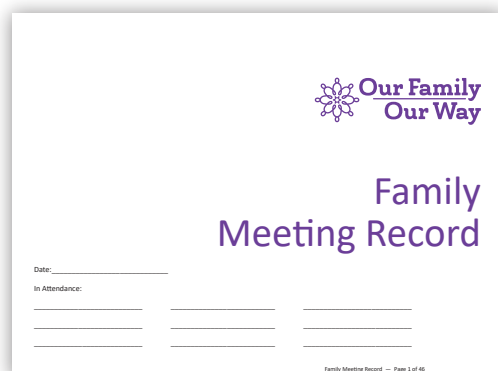 Our Family
Our Way
Family
Meeting Record
Date:
In Attendance:
Family Meeting Record — Page 1 of 46